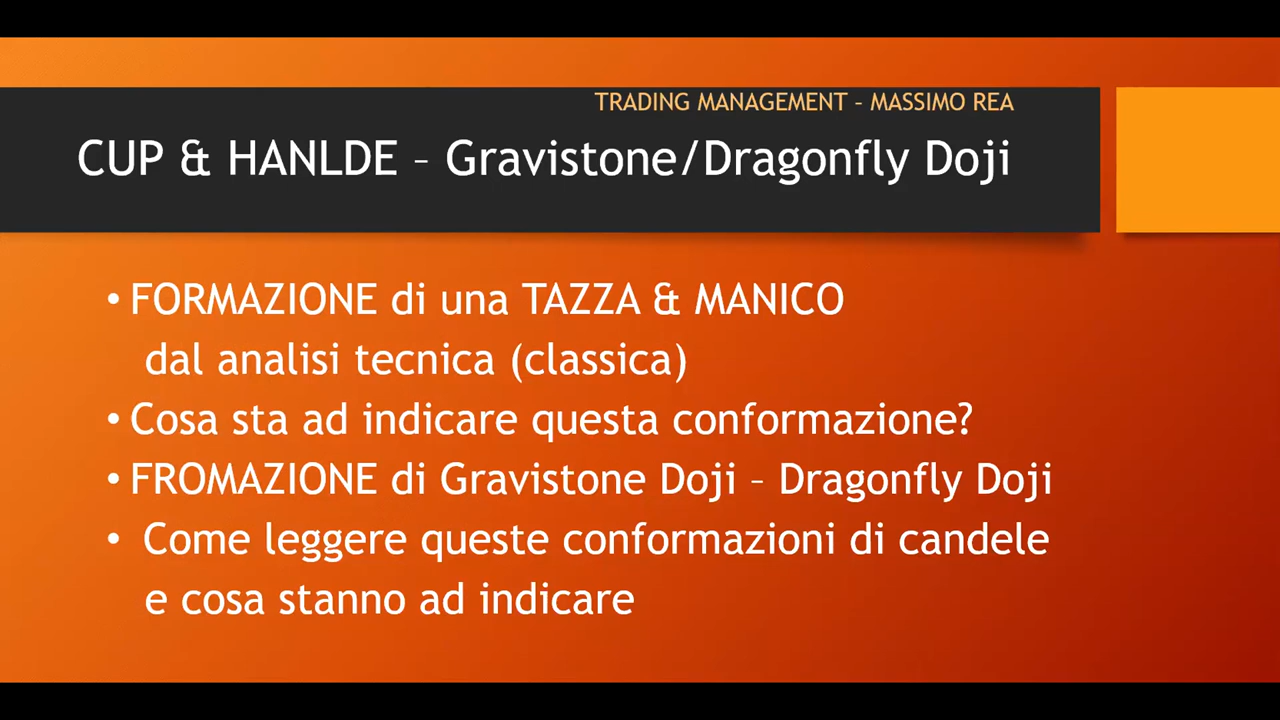 TRADING MANAGEMENT – MASSIMO REA
CUP & HANLDE – Gravistone/Dragonfly Doji
• FORMAZIONE di una TAZZA & MANICO
dal analisi tecnica (classica)
• Cosa sta ad indicare questa conformazione?
• FROMAZIONE di Gravistone Doji – Dragonfly Doji
• Come leggere queste conformazioni di candele
e cosa stanno ad indicare